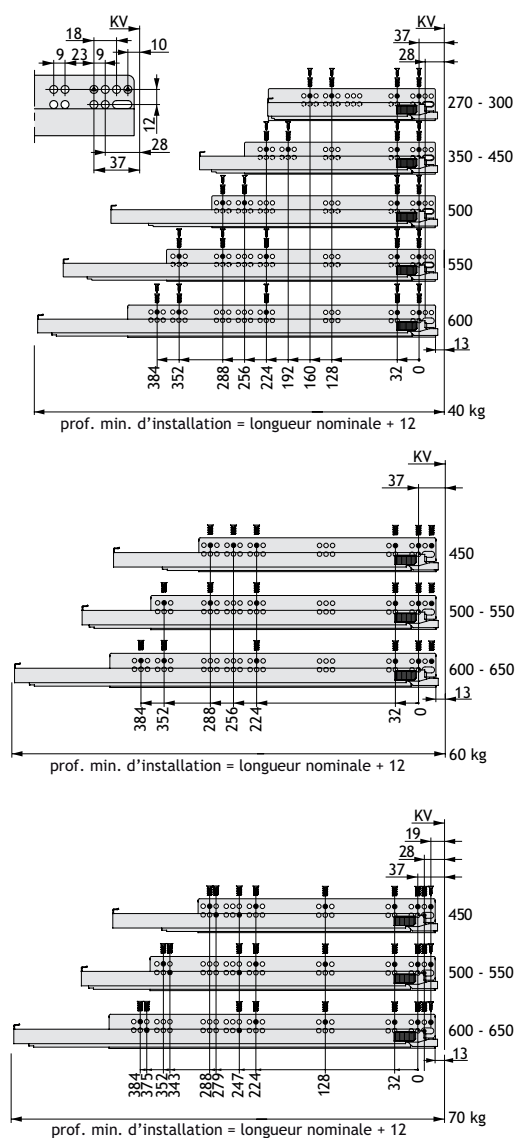 KV
18
10
9 23 9
12
28
37
KV
37
28
270 - 300
350 - 450
500
550
600
13
384
352
288
256
224
192
160
128
32
0
40 kg
prof. min. d'installation = longueur nominale + 12
KV
37
450
500 - 550
600 - 650
13
384
352
288
256
224
32
0
60 kg
prof. min. d'installation = longueur nominale + 12
KV
19
28
37
450
500 - 550
600 - 650
13
384
375
352
343
288
279
247
224
128
32
0
70 kg
prof. min. d'installation = longueur nominale + 12